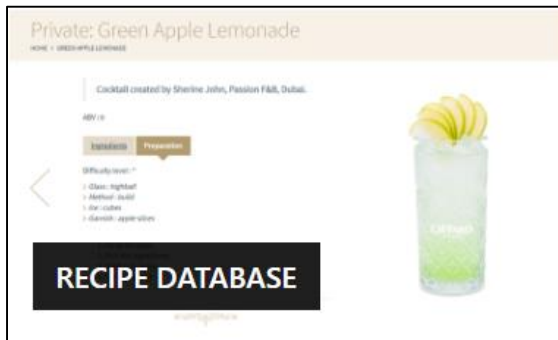 Private: Green Apple Lemonade
HOME > GREEN APPLE LEMONADE
Cocktail created by Sherine John, Passion F&B, Dubai.
Ingredients Preparation
Difficulty level : *
> Glass : highball
> Method : build
> Ice : cubes
> Garnish : apple slices
RECIPE DATABASE